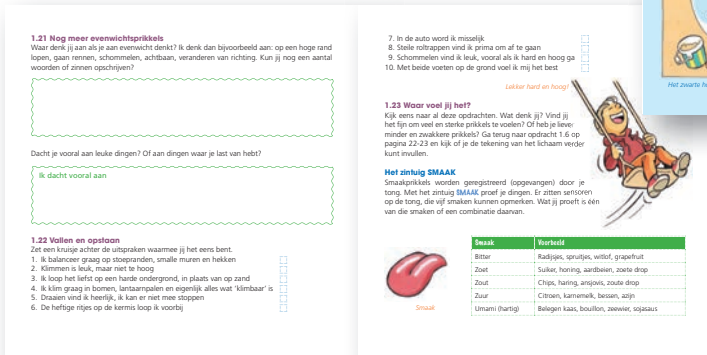 1.21 Nog meer evenwichtsprikkels
Waar denk jij aan als je aan evenwicht denkt? Ik denk dan bijvoorbeeld aan: op een hoge rand
lopen, gaan rennen, schommelen, achtbaan, veranderen van richting. Kun jij nog een aantal
woorden of zinnen opschrijven?
Dacht je vooral aan leuke dingen? Of aan dingen waar je last van hebt?
Ik dacht vooral aan
1.22 Vallen en opstaan
Zet een kruisje achter de uitspraken waarmee jij het eens bent.
1. Ik balanceer graag op stoepranden, smalle muren en hekken
2. Klimmen is leuk, maar niet te hoog
3. Ik loop het liefst op een harde ondergrond, in plaats van op zand
4. Ik klim graag in bomen, lantaarnpalen en eigenlijk alles wat ‘klimbaar’ is
5. Draaien vind ik heerlijk, ik kan er niet mee stoppen
6. De heftige ritjes op de kermis loop ik voorbij
7. In de auto word ik misselijk
8. Steile roltrappen vind ik prima om af te gaan
9. Schommelen vind ik leuk, vooral als ik hard en hoog ga
10. Met beide voeten op de grond voel ik mij het best
Lekker hard en hoog!
1.23 Waar voel jij het?
Kijk eens naar al deze opdrachten. Wat denk jij? Vind jij
het fijn om veel en sterke prikkels te voelen? Of heb je liever
minder en zwakkere prikkels? Ga terug naar opdracht 1.6 op
pagina 22-23 en kijk of je de tekening van het lichaam verder
kunt invullen.
Het zintuig SMAAK
Smaakprikkels worden geregistreerd (opgevangen) door je
tong. Met het zintuig SMAAK proef je dingen. Er zitten sensoren
op de tong, die vijf smaken kunnen opmerken. Wat jij proeft is één
van die smaken of een combinatie daarvan.
Smaak
Smaak Voorbeeld
Bitter Radijsjes, spruitjes, witlof, grapefruit
Zoet Suiker, honing, aardbeien, zoete drop
Zout Chips, haring, ansjovis, zoute drop
Zuur Citroen, karnemelk, bessen, azijn
Umami (hartig) Belegen kaas, bouillon, zeewier, sojasaus
Het zwarte